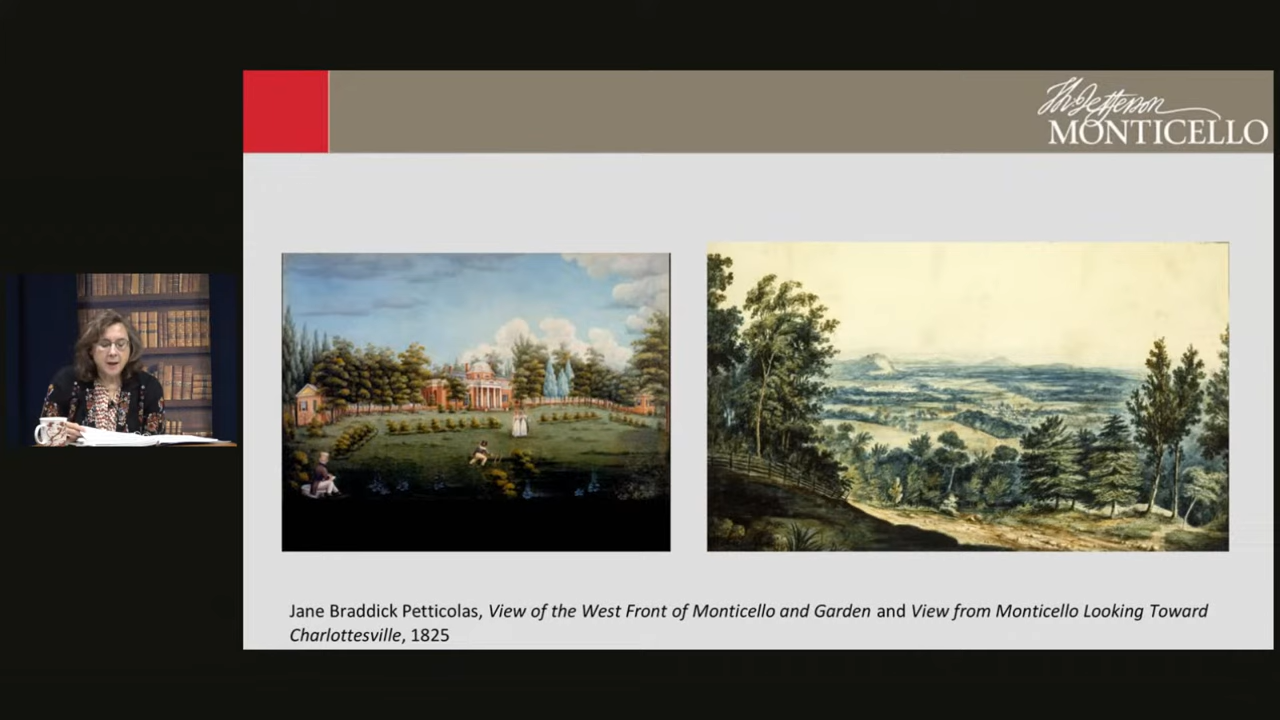 Th. Jefferson
MONTICELLO
Jane Braddick Petticolas, View of the West Front of Monticello and Garden and View from Monticello Looking Toward
Charlottesville, 1825